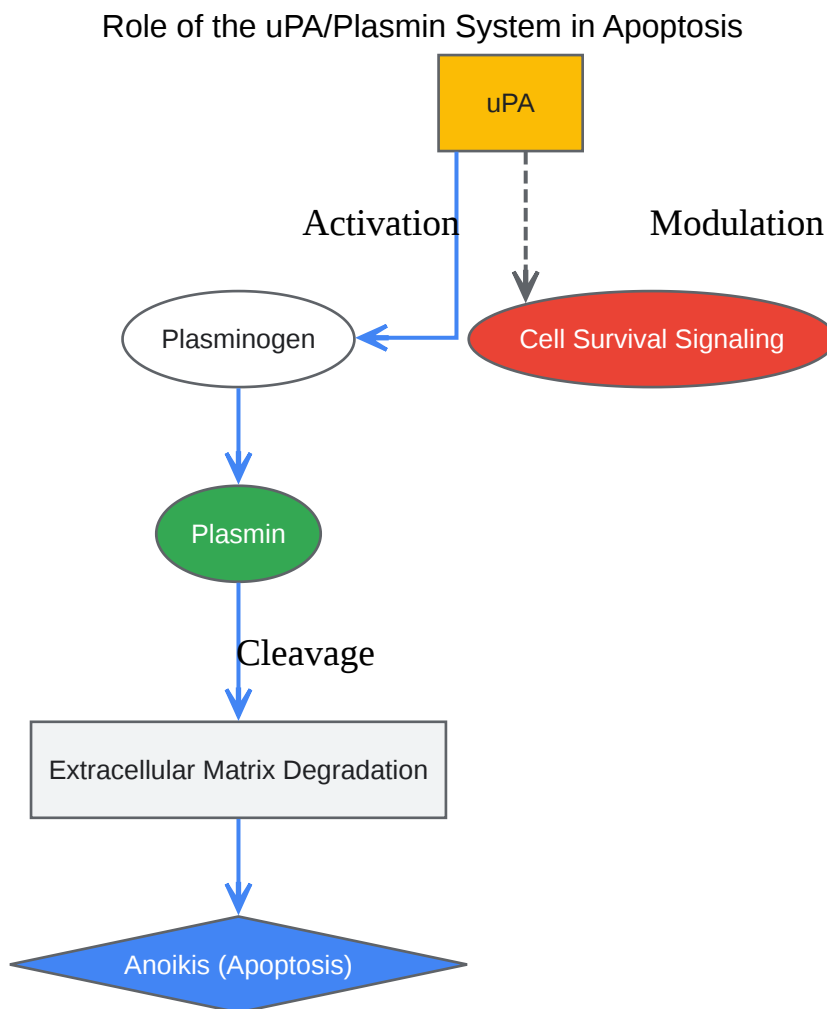 Role of the uPA/Plasmin System in Apoptosis
uPA
Activation
Modulation
Plasminogen
Cell Survival Signaling
Plasmin
Cleavage
Extracellular Matrix Degradation
Anoikis (Apoptosis)